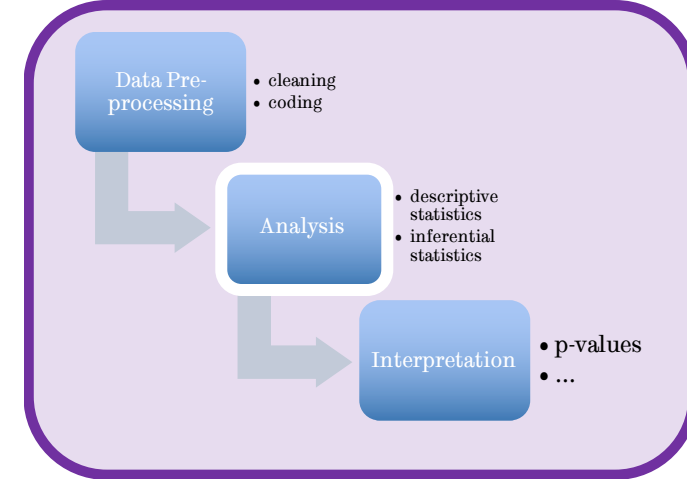 Data Pre-
processing
• cleaning
• coding
Analysis
• descriptive
statistics
• inferential
statistics
Interpretation
• p-values
• ...